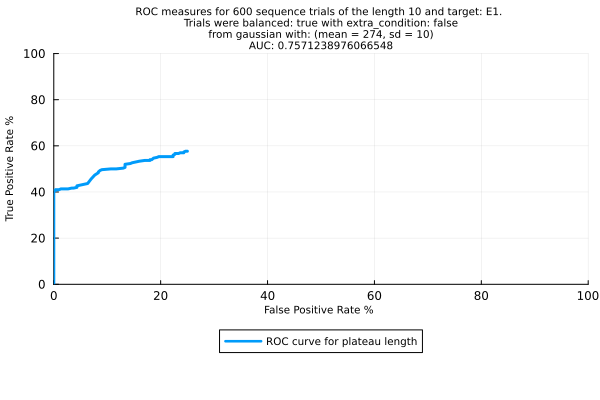 ROC measures for 600 sequence trials of the length 10 and target: E1.
Trials were balanced: true with extra_condition: false
from gaussian with: (mean = 274, sd = 10)
AUC: 0.7571238976066548
100
80
60
40
20
0
True Positive Rate %
0 20 40 60 80 100
False Positive Rate %
ROC curve for plateau length